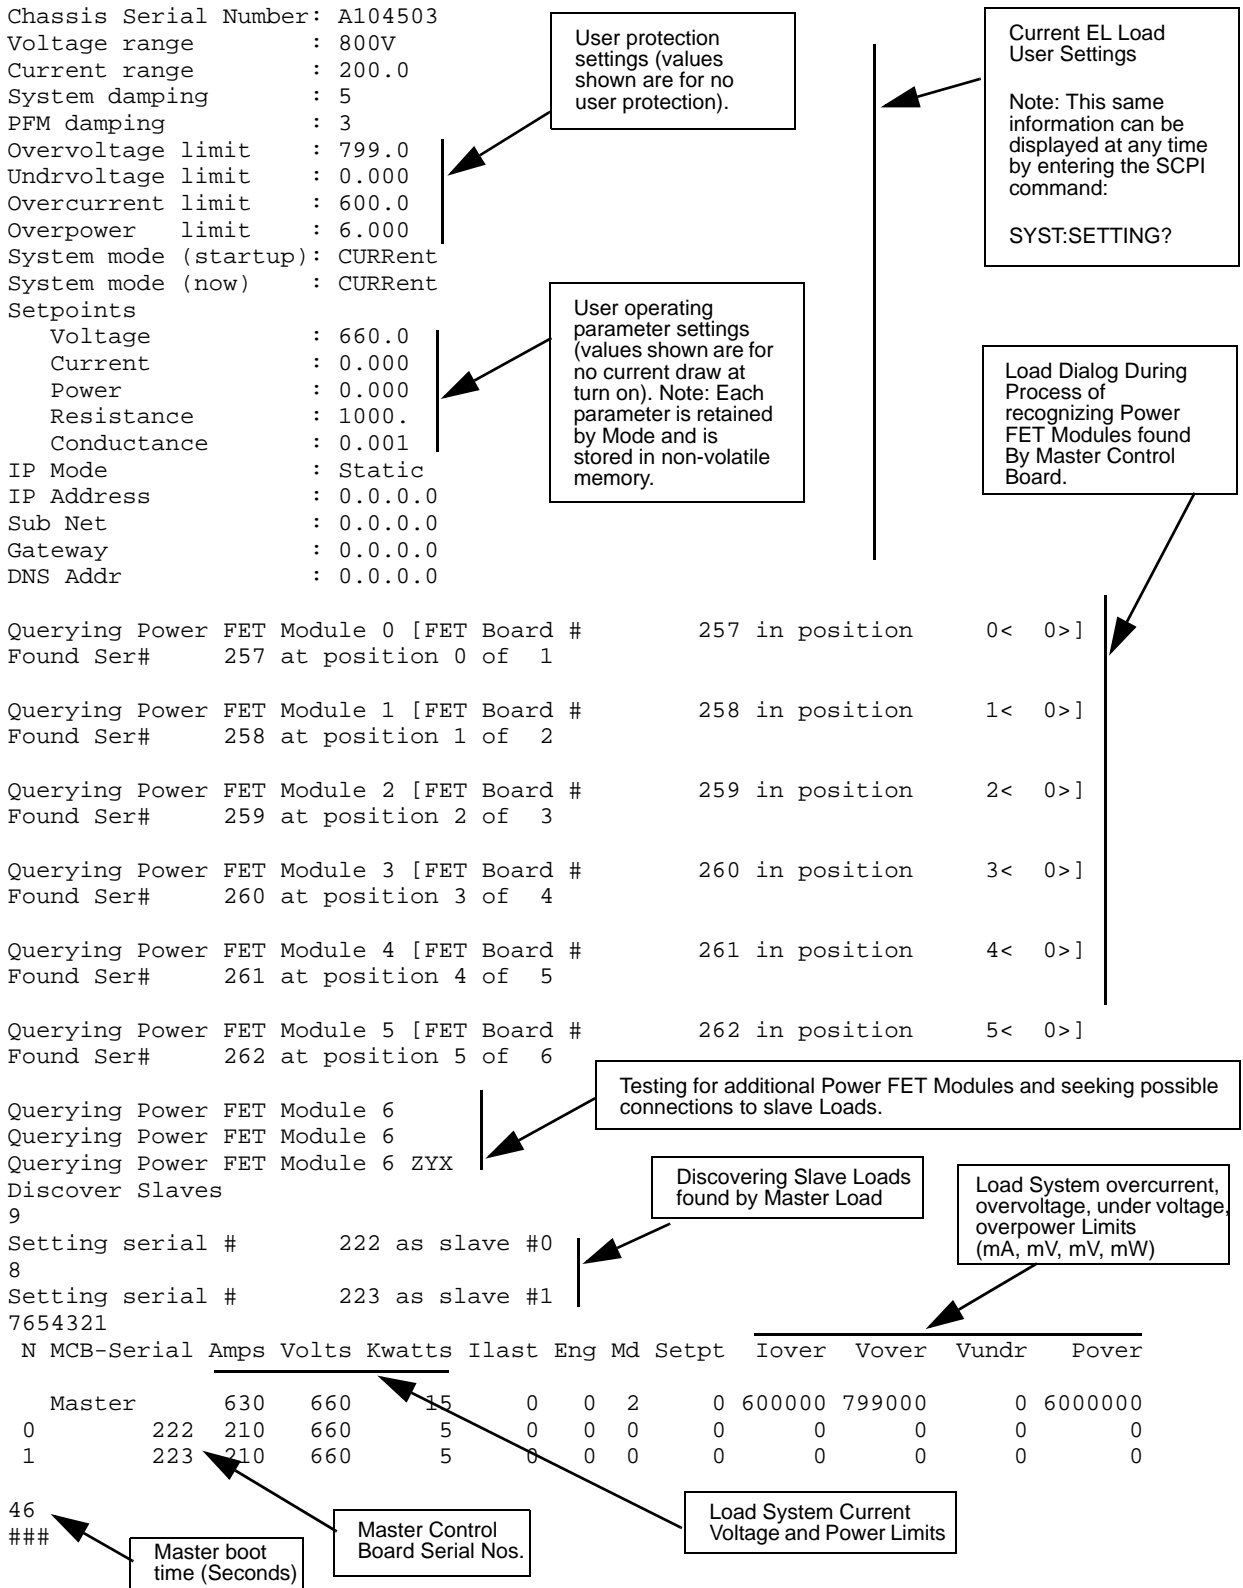 Chassis Serial Number: A104503
Voltage range : 800V
Current range : 200.0
System damping : 5
PFM damping : 3
Overvoltage limit : 799.0
Undrvoltage limit : 0.000
Overcurrent limit : 600.0
Overpower limit : 6.000
System mode (startup): CURRent
System mode (now) : CURRent
Setpoints
Voltage : 660.0
Current : 0.000
Power : 0.000
Resistance : 1000.
Conductance : 0.001
IP Mode : Static
IP Address : 0.0.0.0
Sub Net : 0.0.0.0
Gateway : 0.0.0.0
DNS Addr : 0.0.0.0
User protection
settings (values
shown are for no
user protection).
Current EL Load
User Settings
Note: This same
information can be
displayed at any time
by entering the SCPI
command:
SYST:SETTING?
User operating
parameter settings
(values shown are for
no current draw at
turn on). Note: Each
parameter is retained
by Mode and is
stored in non-volatile
memory.
Load Dialog During
Process of
recognizing Power
FET Modules found
By Master Control
Board.
Querying Power FET Module 0 [FET Board # 257 in position 0< 0>]
Found Ser# 257 at position 0 of 1
Querying Power FET Module 1 [FET Board # 258 in position 1< 0>]
Found Ser# 258 at position 1 of 2
Querying Power FET Module 2 [FET Board # 259 in position 2< 0>]
Found Ser# 259 at position 2 of 3
Querying Power FET Module 3 [FET Board # 260 in position 3< 0>]
Found Ser# 260 at position 3 of 4
Querying Power FET Module 4 [FET Board # 261 in position 4< 0>]
Found Ser# 261 at position 4 of 5
Querying Power FET Module 5 [FET Board # 262 in position 5< 0>]
Found Ser# 262 at position 5 of 6
Testing for additional Power FET Modules and seeking possible
connections to slave Loads.
Querying Power FET Module 6
Querying Power FET Module 6
Querying Power FET Module 6 ZYX
Discover Slaves
9
Setting serial # 222 as slave #0
8
Setting serial # 223 as slave #1
7654321
Discovering Slave Loads
found by Master Load
Load System overcurrent,
overvoltage, under voltage,
overpower Limits
(mA, mV, mV, mW)
N MCB-Serial Amps Volts Kwatts Ilast Eng Md Setpt Iover Vover Vundr Pover
Master 630 660 15 0 0 2 0 600000 799000 0 6000000
0 222 210 660 5 0 0 0 0 0 0 0 0
1 223 210 660 5 0 0 0 0 0 0 0 0
46
###
Master boot
time (Seconds)
Master Control
Board Serial Nos.
Load System Current
Voltage and Power Limits